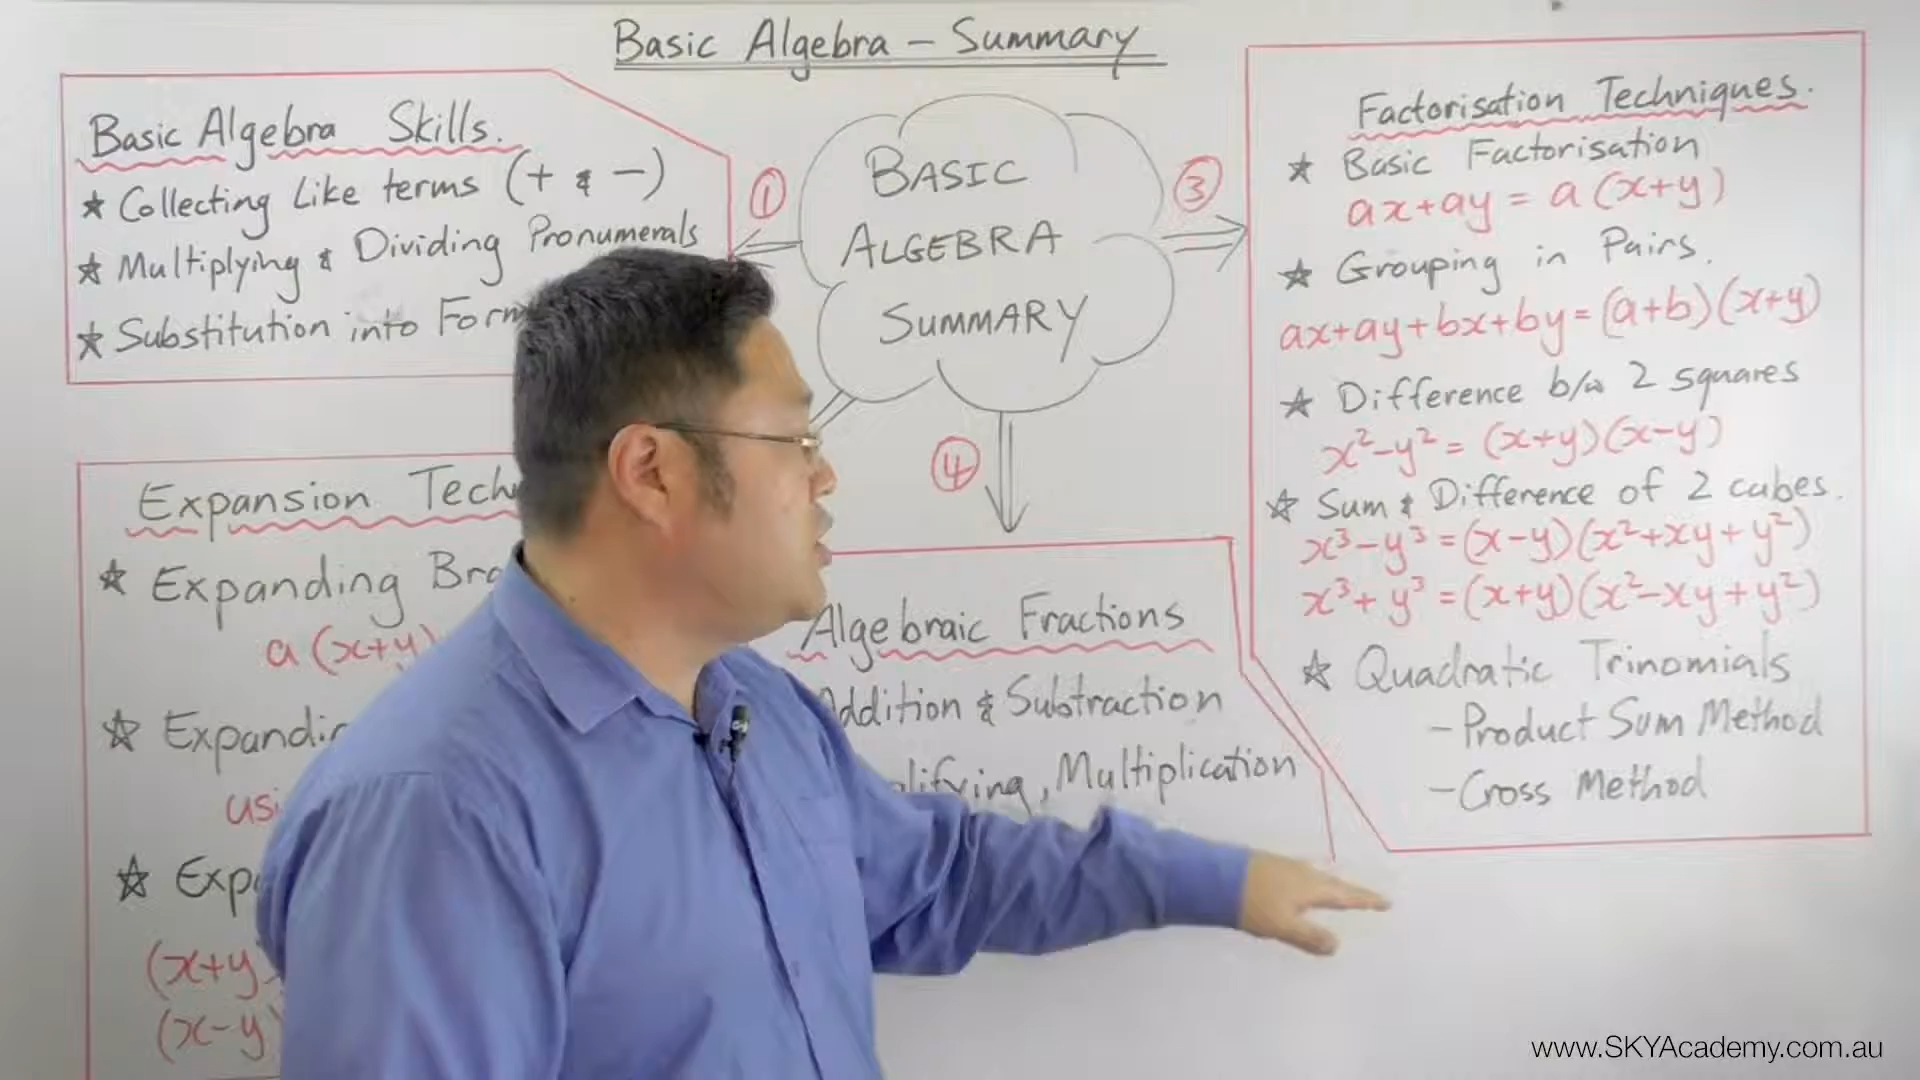 Basic Algebra - Summary
Basic Algebra Skills.
★ Collecting Like terms (+ & -)
★ Multiplying & Dividing Pronumerals
★ Substitution into
①
BASIC
ALGEBRA
SUMMARY
③
④
Expansion
★ Expanding
a (x+y)
★
★
(x+y)
(x-y)
Algebraic Fractions
Addition & Subtraction
, Multiplication
Factorisation Techniques.
★ Basic Factorisation
ax+ay = a (x+y)
★ Grouping in Pairs.
ax+ay+bx+by=(a+b)(x+y)
★ Difference b/w 2 squares
x²-y² = (x+y)(x-y)
★ Sum & Difference of 2 cubes.
x³-y³=(x-y)(x²+xy+y²)
x³+y³=(x+y)(x²-xy+y²)
★ Quadratic Trinomials
- Product Sum Method
- Cross Method
www.SKYAcademy.com.au